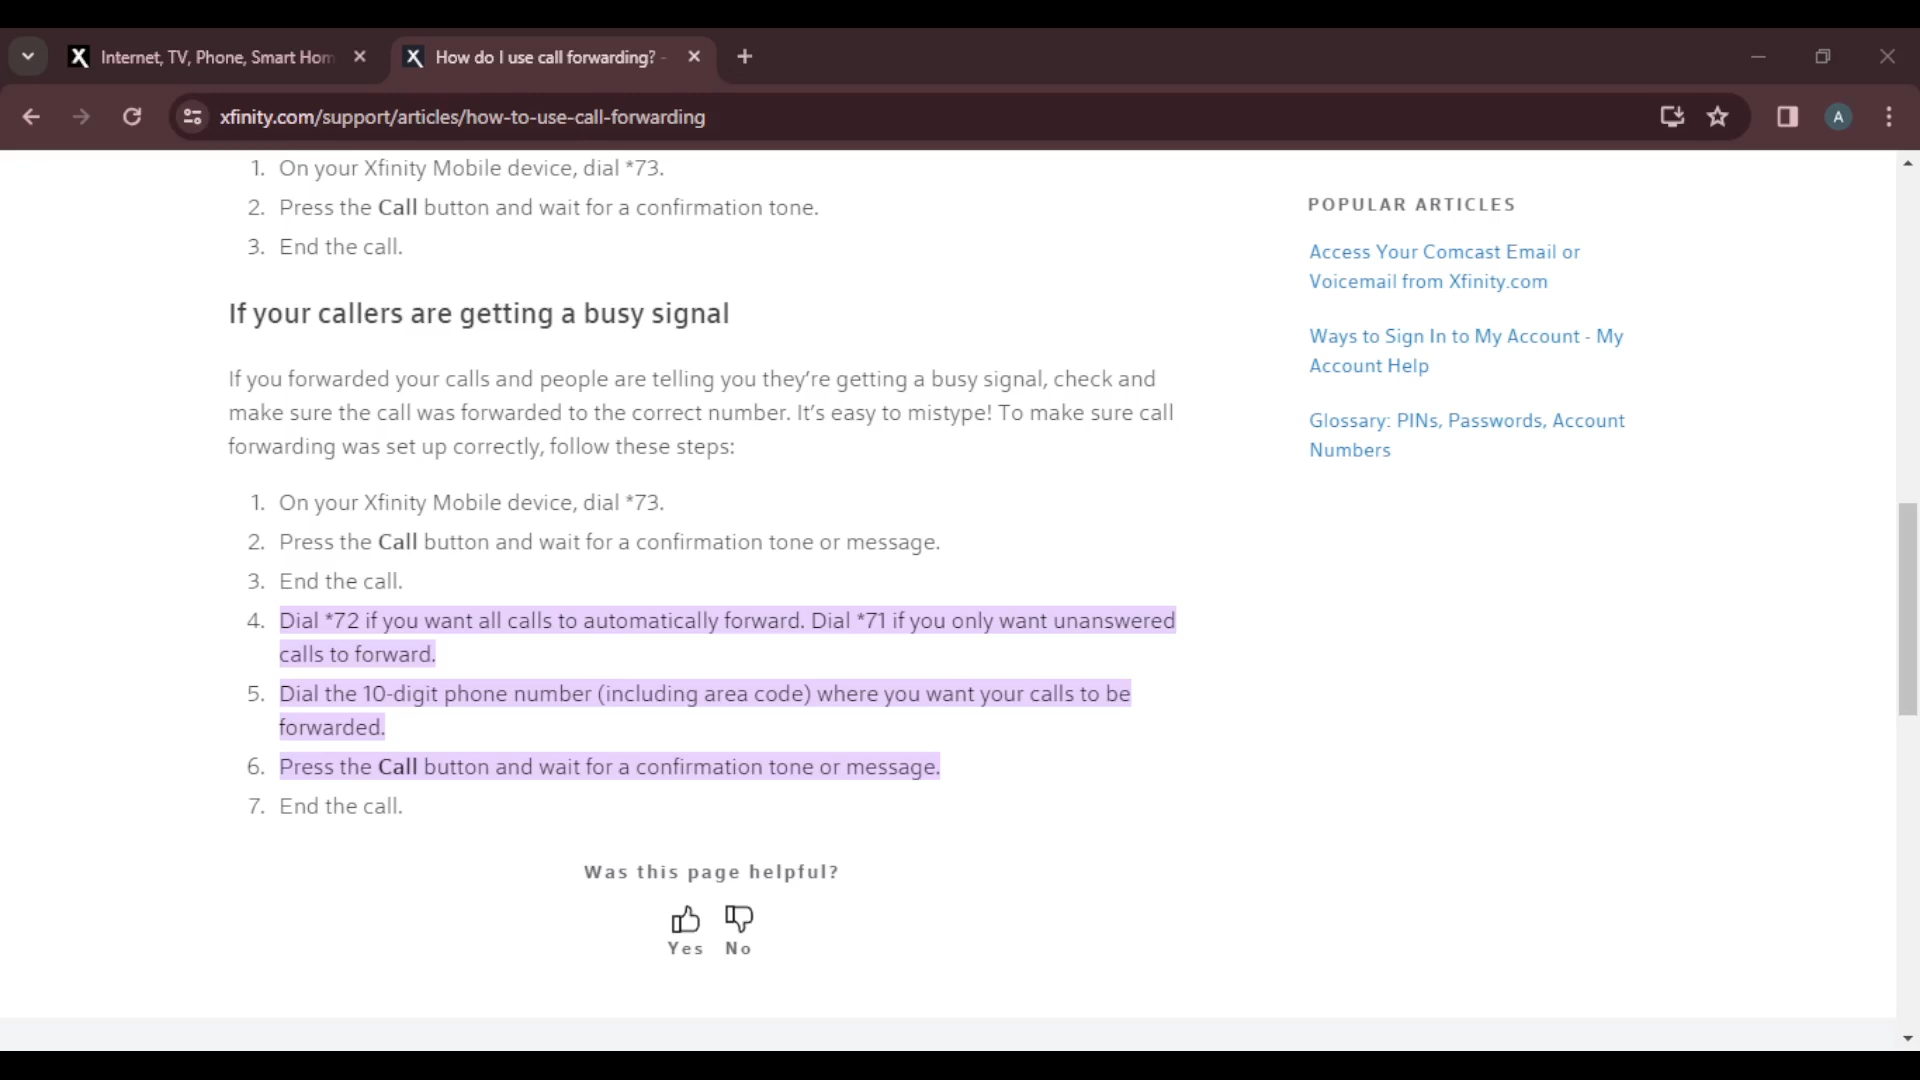 Internet, TV, Phone, Smart Hom
How do I use call forwarding? -
xfinity.com/support/articles/how-to-use-call-forwarding
A
1. On your Xfinity Mobile device, dial *73.
2. Press the Call button and wait for a confirmation tone.
3. End the call.
If your callers are getting a busy signal
If you forwarded your calls and people are telling you they’re getting a busy signal, check and
make sure the call was forwarded to the correct number. It’s easy to mistype! To make sure call
forwarding was set up correctly, follow these steps:
1. On your Xfinity Mobile device, dial *73.
2. Press the Call button and wait for a confirmation tone or message.
3. End the call.
4. Dial *72 if you want all calls to automatically forward. Dial *71 if you only want unanswered
calls to forward.
5. Dial the 10-digit phone number (including area code) where you want your calls to be
forwarded.
6. Press the Call button and wait for a confirmation tone or message.
7. End the call.
Was this page helpful?
Yes No
POPULAR ARTICLES
Access Your Comcast Email or
Voicemail from Xfinity.com
Ways to Sign In to My Account - My
Account Help
Glossary: PINs, Passwords, Account
Numbers